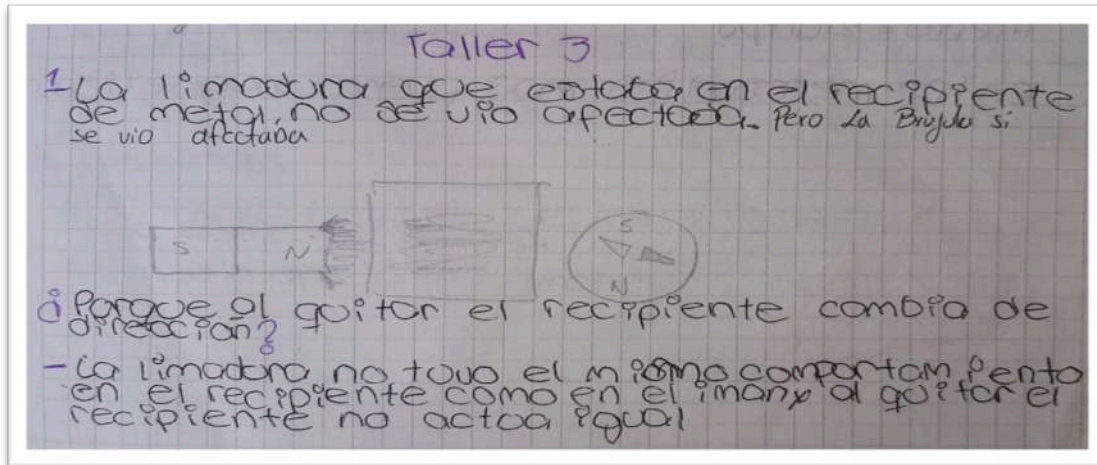 Taller 3
1 La limadura que estaba en el recipiente
de metal, no se vio afectada. Pero La Brujula si
se vio afectada
S N
S
N
¿Porque al quitar el recipiente cambia de
direccion?
- La limadura no tuvo el mismo comportamiento
en el recipiente como en el iman y al quitar el
recipiente no actua igual